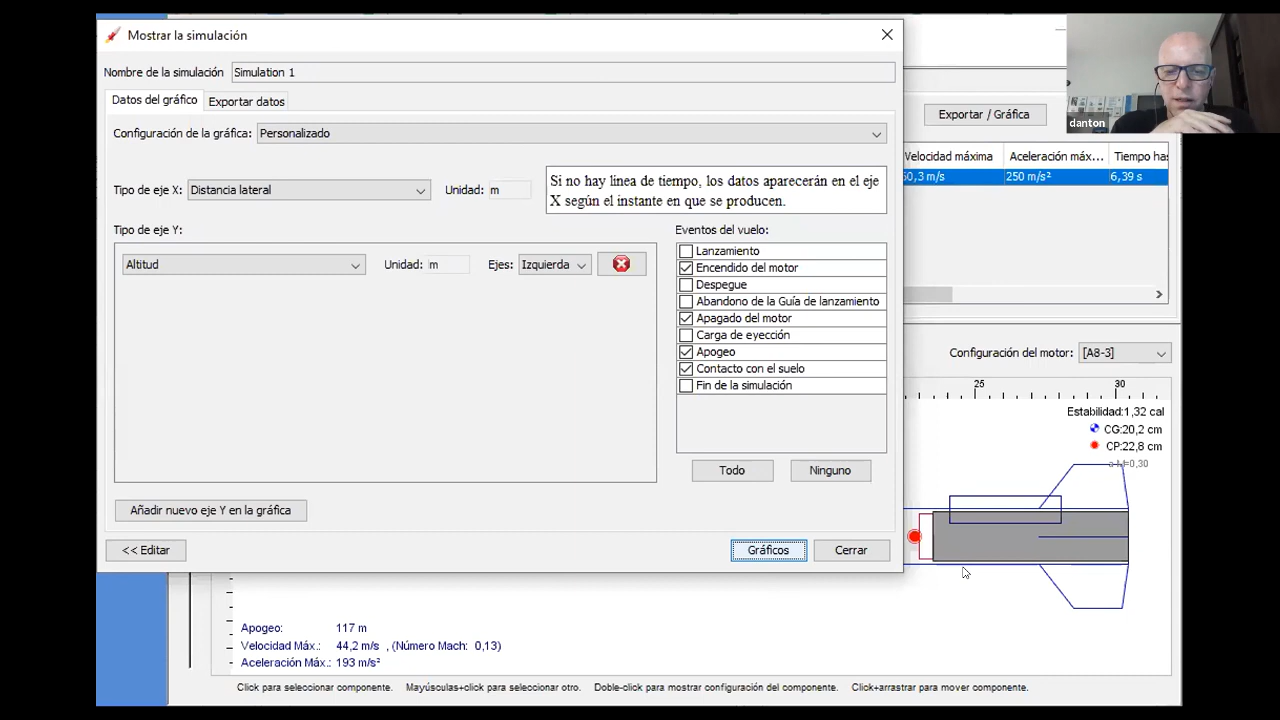 Mostrar la simulación
Nombre de la simulación
Simulation 1
Datos del gráfico
Exportar datos
Configuración de la gráfica:
Personalizado
Tipo de eje X:
Distancia lateral
Unidad:
m
Si no hay línea de tiempo, los datos aparecerán en el eje
X según el instante en que se producen.
Tipo de eje Y:
Altitud
Unidad:
m
Ejes:
Izquierda
Eventos del vuelo:
Lanzamiento
Encendido del motor
Despegue
Abandono de la Guía de lanzamiento
Apagado del motor
Carga de eyección
Apogeo
Contacto con el suelo
Fin de la simulación
Todo
Ninguno
Añadir nuevo eje Y en la gráfica
<< Editar
Gráficos
Cerrar
danton
Exportar / Gráfica
Velocidad máxima
Aceleración máx...
Tiempo has
0,3 m/s
250 m/s²
6,39 s
Configuración del motor:
[A8-3]
25
30
Estabilidad:1,32 cal
CG:20,2 cm
CP:22,8 cm
Apogeo: 117 m
Velocidad Máx.: 44,2 m/s , (Número Mach: 0,13)
Aceleración Máx.: 193 m/s²
Click para seleccionar componente. Mayúsculas+click para seleccionar otro. Doble-click para mostrar configuración del componente. Click+arrastrar para mover componente.